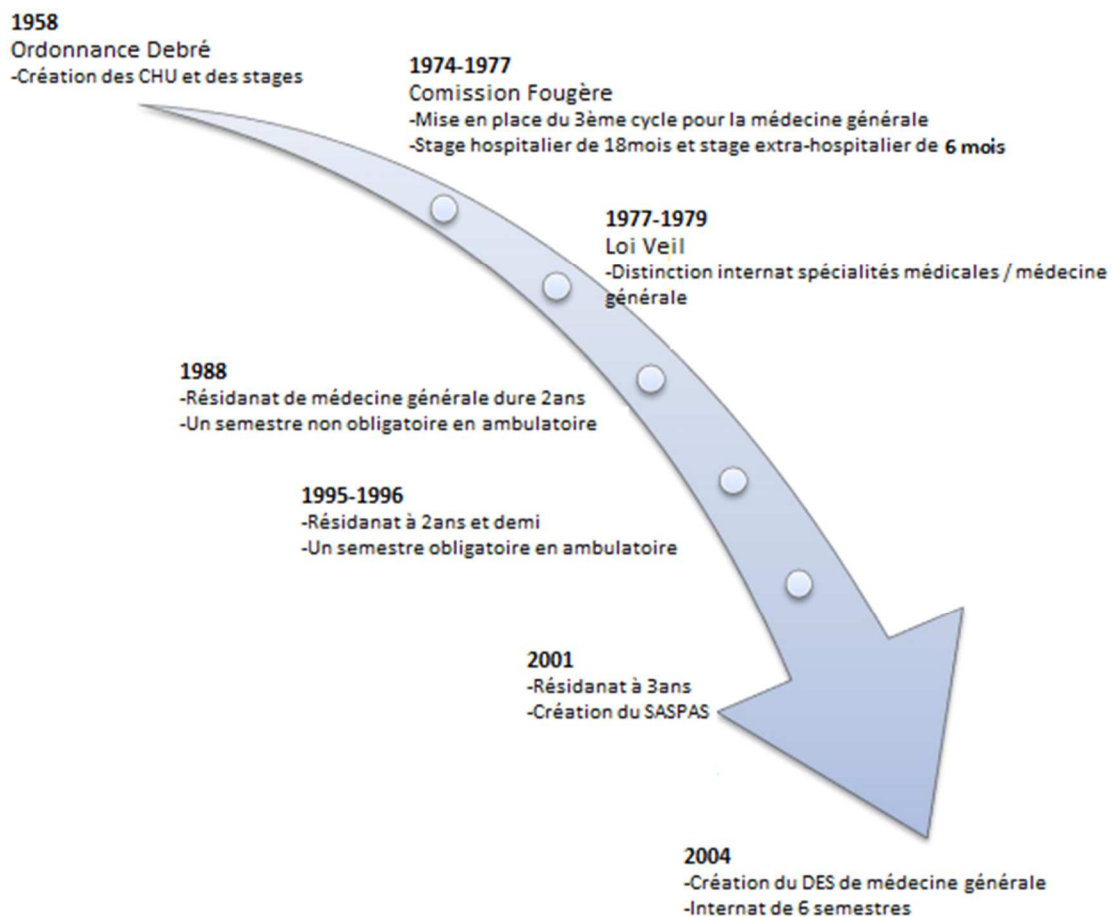 1958
Ordonnance Debré
-Création des CHU et des stages
1974-1977
Comission Fougère
-Mise en place du 3ème cycle pour la médecine générale
-Stage hospitalier de 18mois et stage extra-hospitalier de 6 mois
1977-1979
Loi Veil
-Distinction internat spécialités médicales / médecine
générale
1988
-Résidanat de médecine générale dure 2ans
-Un semestre non obligatoire en ambulatoire
1995-1996
-Résidanat à 2ans et demi
-Un semestre obligatoire en ambulatoire
2001
-Résidanat à 3ans
-Création du SASPAS
2004
-Création du DES de médecine générale
-Internat de 6 semestres